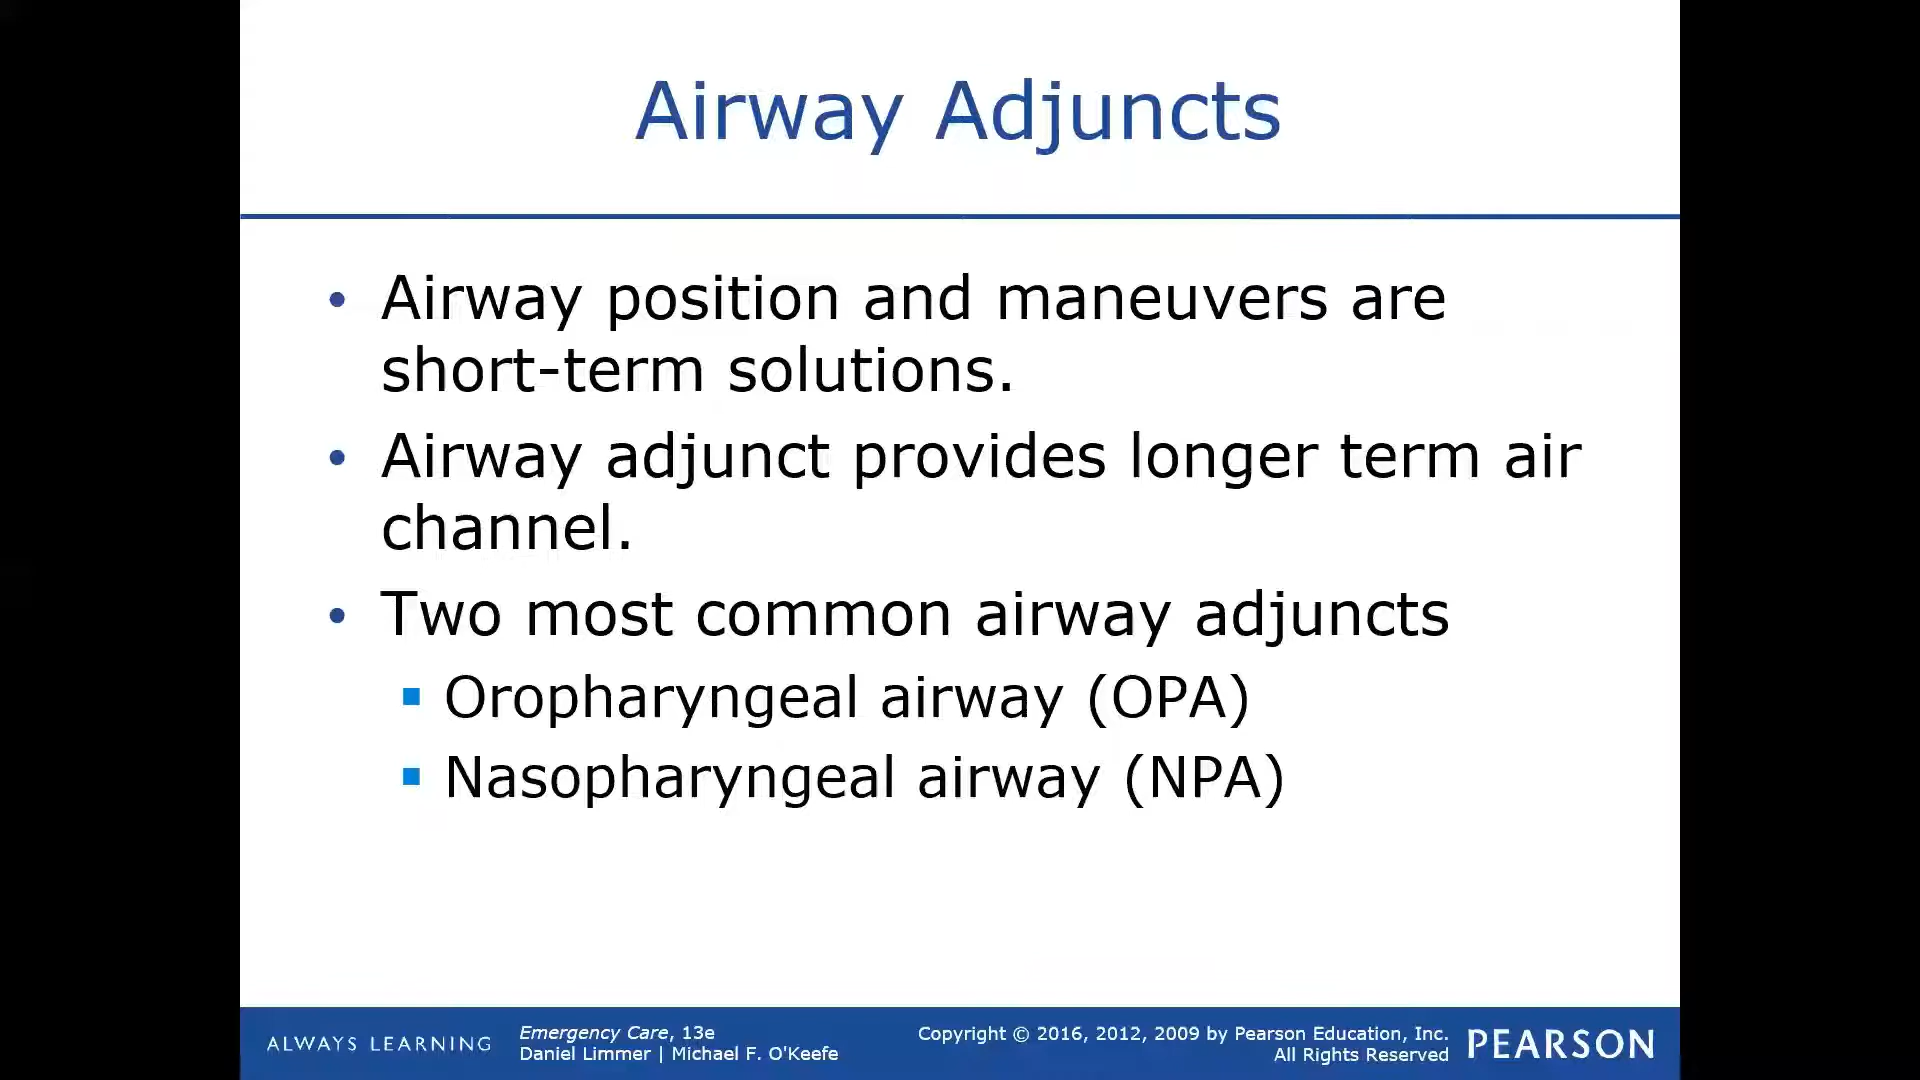 Airway Adjuncts
• Airway position and maneuvers are
short-term solutions.
• Airway adjunct provides longer term air
channel.
• Two most common airway adjuncts
▪ Oropharyngeal airway (OPA)
▪ Nasopharyngeal airway (NPA)
ALWAYS LEARNING
Emergency Care, 13e
Daniel Limmer | Michael F. O'Keefe
Copyright © 2016, 2012, 2009 by Pearson Education, Inc.
All Rights Reserved
PEARSON